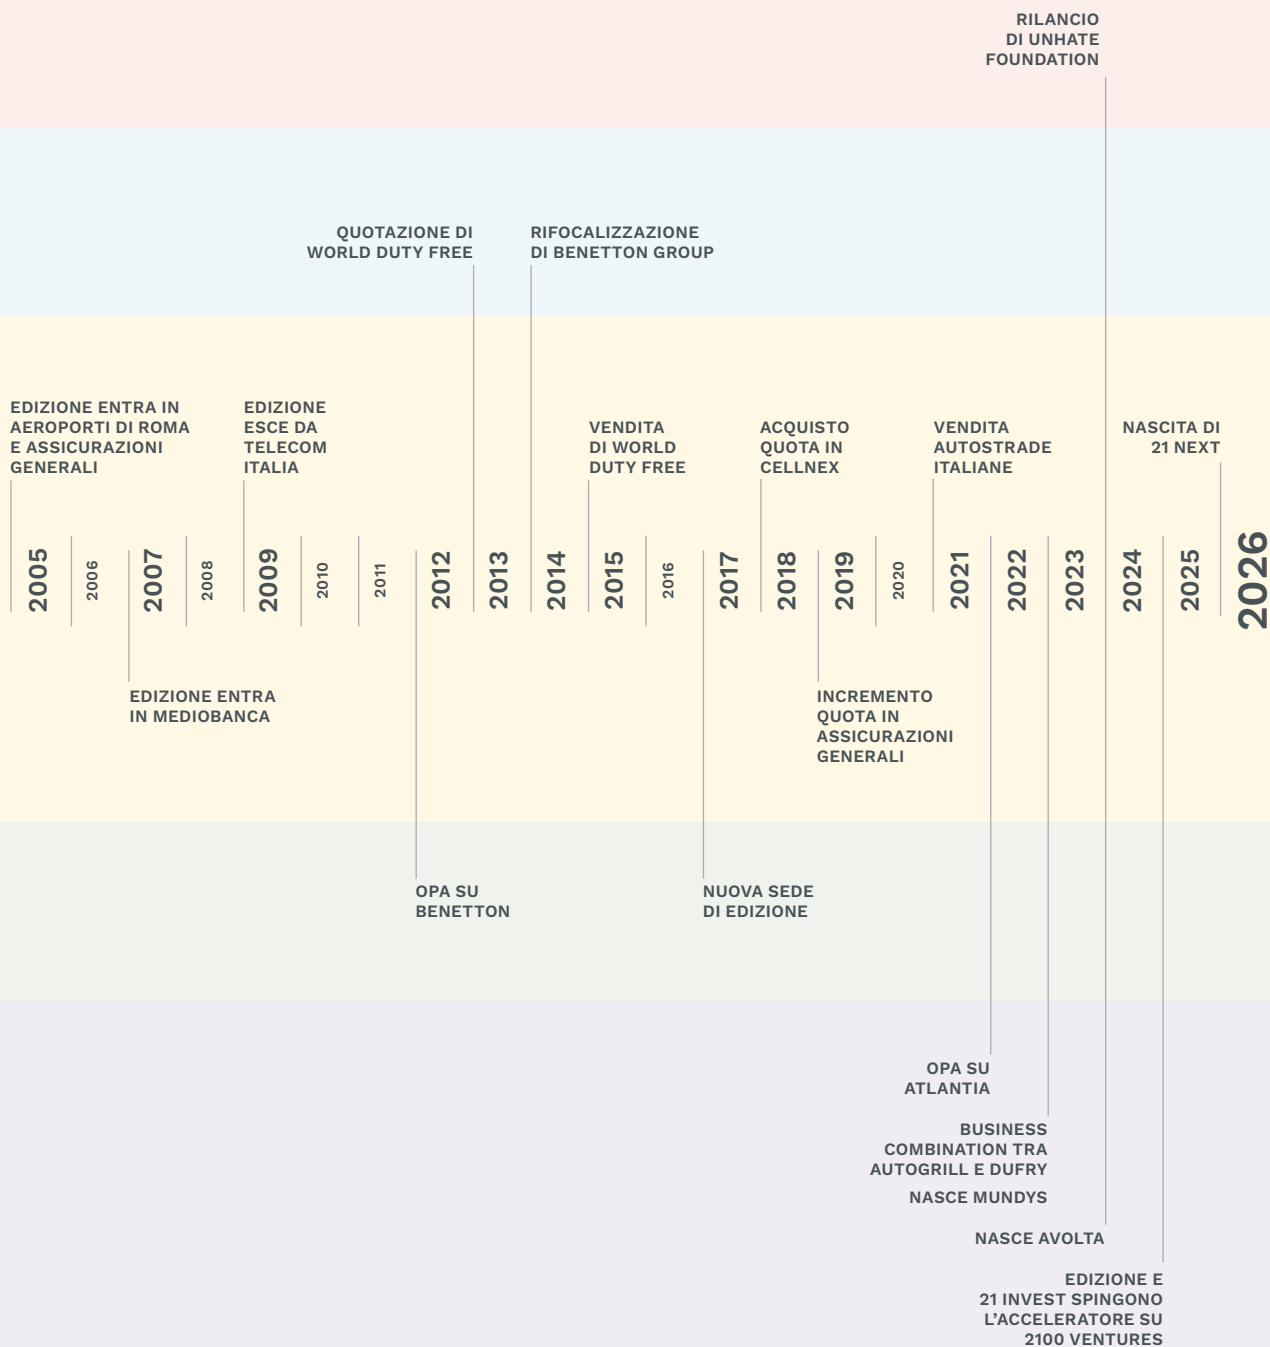 RILANCIO
DI UNHATE
FOUNDATION
QUOTAZIONE DI
WORLD DUTY FREE
RIFOCALIZZAZIONE
DI BENETTON GROUP
EDIZIONE ENTRA IN
AEROPORTI DI ROMA
E ASSICURAZIONI
GENERALI
EDIZIONE
ESCE DA
TELECOM
ITALIA
VENDITA
DI WORLD
DUTY FREE
ACQUISTO
QUOTA IN
CELLNEX
VENDITA
AUTOSTRADE
ITALIANE
NASCITA DI
21 NEXT
2005
2006
2007
2008
2009
2010
2011
2012
2013
2014
2015
2016
2017
2018
2019
2020
2021
2022
2023
2024
2025
2026
EDIZIONE ENTRA
IN MEDIOBANCA
INCREMENTO
QUOTA IN
ASSICURAZIONI
GENERALI
OPA SU
BENETTON
NUOVA SEDE
DI EDIZIONE
OPA SU
ATLANTIA
BUSINESS
COMBINATION TRA
AUTOGRILL E DUFRY
NASCE MUNDYS
NASCE AVOLTA
EDIZIONE E
21 INVEST SPINGONO
L’ACCELERATORE SU
2100 VENTURES